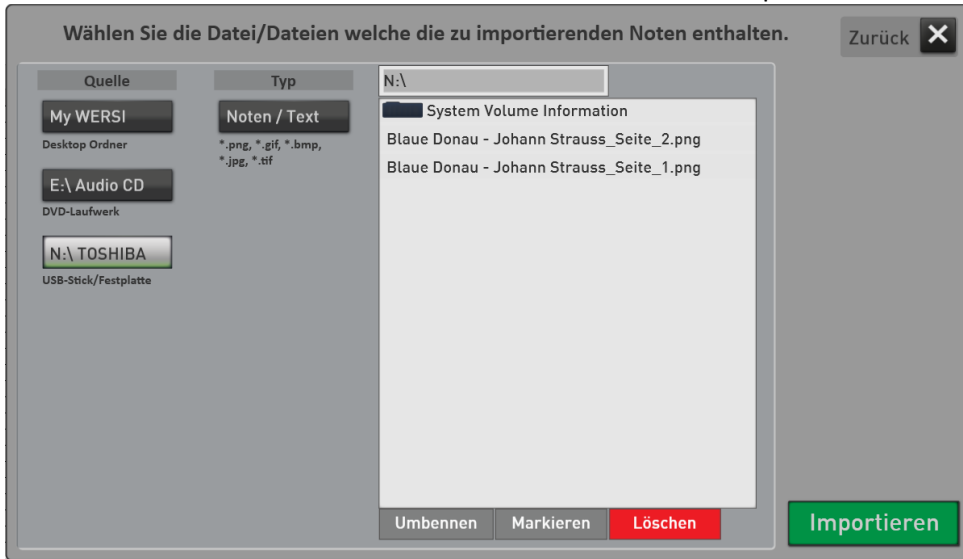 Wählen Sie die Datei/Dateien welche die zu importierenden Noten enthalten.
Zurück
Quelle
My WERSI
Desktop Ordner
E:\ Audio CD
DVD-Laufwerk
N:\ TOSHIBA
USB-Stick/Festplatte
Typ
Noten / Text
*.png, *.gif, *.bmp,
*.jpg, *.tif
N:\
System Volume Information
Blaue Donau - Johann Strauss_Seite_2.png
Blaue Donau - Johann Strauss_Seite_1.png
Umbennen
Markieren
Löschen
Importieren